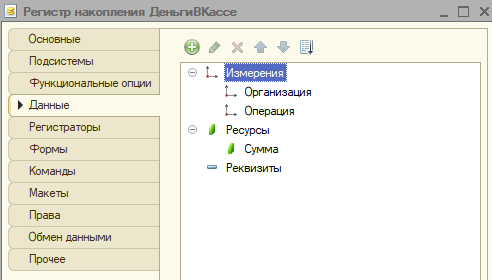 Регистр накопления ДеньгиВКассе
Основные
Подсистемы
Функциональные опции
Данные
Регистраторы
Формы
Команды
Макеты
Права
Обмен данными
Прочее
Измерения
Организация
Операция
Ресурсы
Сумма
Реквизиты